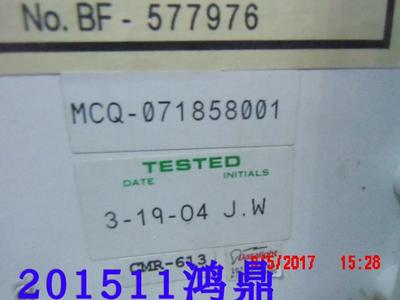 No. BF - 577976
MCQ-071858001
TESTED
DATE INITIALS
3-19-04 J.W
CMR-613
5/2017 15:28
201511鸿鼎